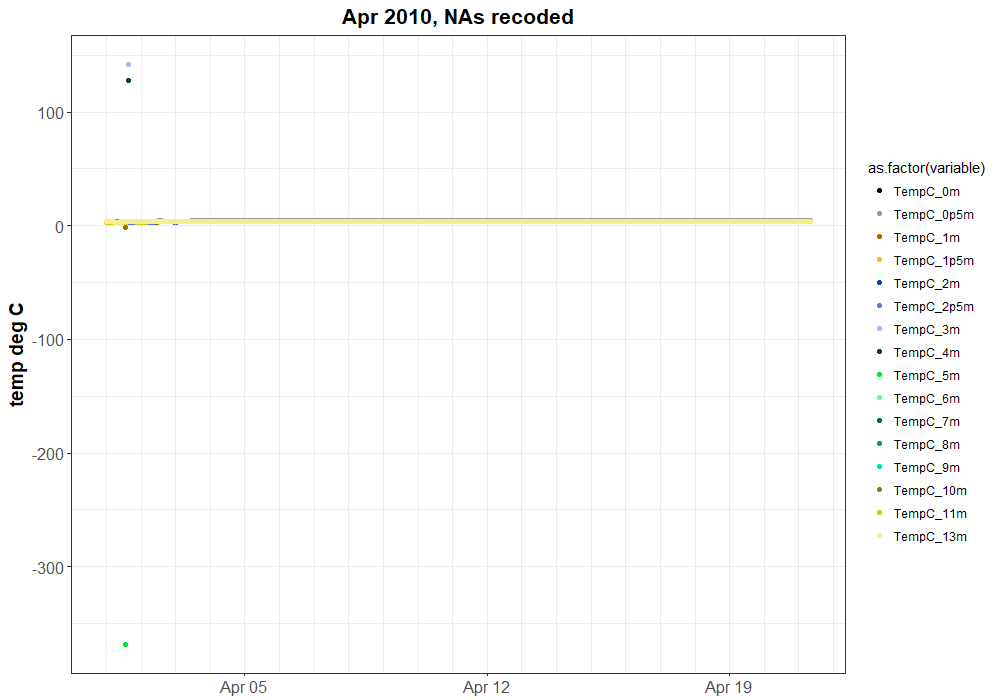 Apr 2010, NAs recoded
temp deg C
100
0
-100
-200
-300
Apr 05
Apr 12
Apr 19
as.factor(variable)
TempC_0m
TempC_0p5m
TempC_1m
TempC_1p5m
TempC_2m
TempC_2p5m
TempC_3m
TempC_4m
TempC_5m
TempC_6m
TempC_7m
TempC_8m
TempC_9m
TempC_10m
TempC_11m
TempC_13m